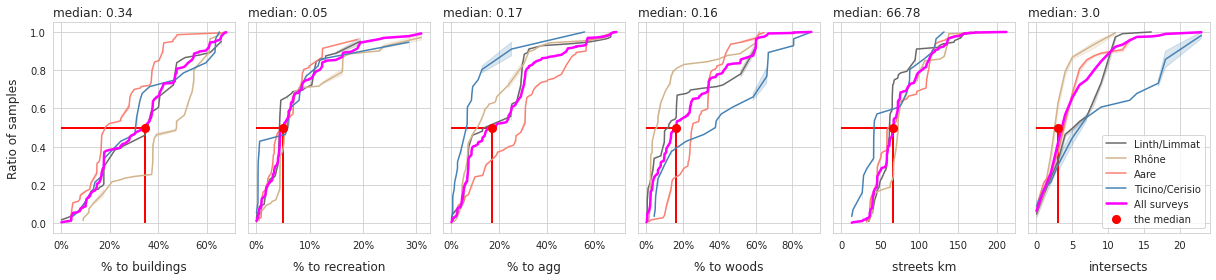 median: 0.34
median: 0.05
median: 0.17
median: 0.16
median: 66.78
median: 3.0
Ratio of samples
1.0
0.8
0.6
0.4
0.2
0.0
0% 20% 40% 60%
0% 10% 20% 30%
0% 20% 40% 60%
0% 20% 40% 60% 80%
0 50 100 150 200
0 5 10 15 20
Linth/Limmat
Rhône
Aare
Ticino/Cerisio
All surveys
the median
% to buildings
% to recreation
% to agg
% to woods
streets km
intersects